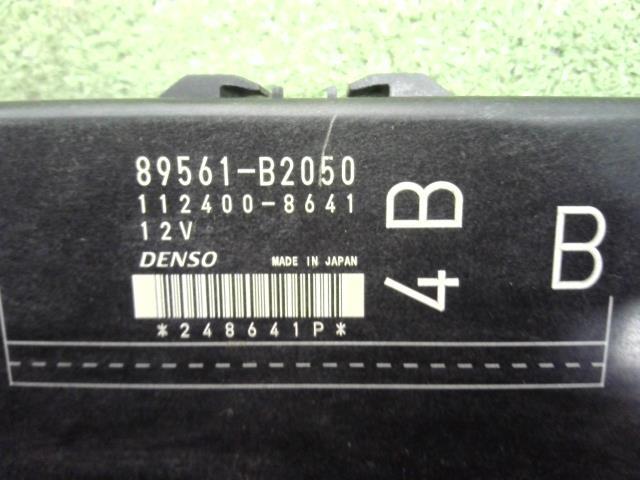 89561-B2050
112400-8641
12V
DENSO MADE IN JAPAN
*248641P*
4B
B